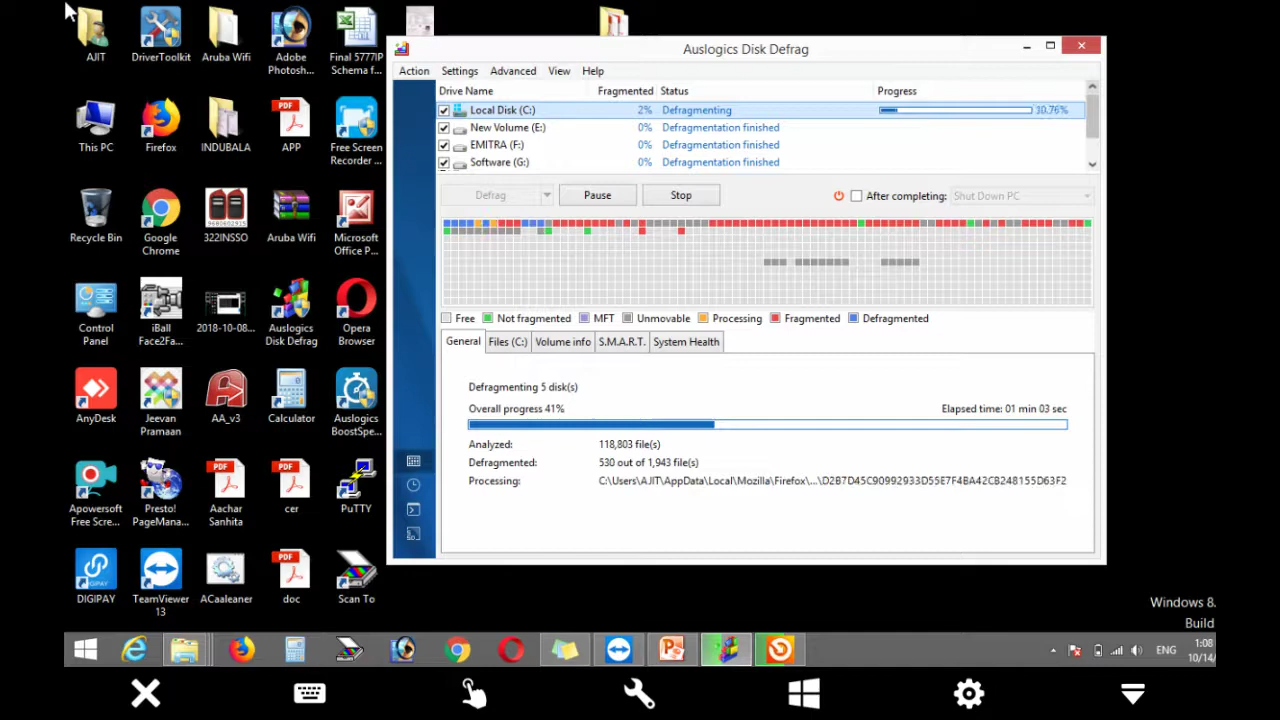 AJIT
DriverToolkit
Aruba Wifi
Adobe
Photosh...
Final 5777IP
Schema f...
This PC
Firefox
INDUBALA
PDF
APP
Free Screen
Recorder ...
Recycle Bin
Google
Chrome
9680692915
322INSSO
Aruba Wifi
Microsoft
Office P...
Control
Panel
iBall
Face2Fa...
2018-10-08...
Auslogics
Disk Defrag
Opera
Browser
AnyDesk
Jeevan
Pramaan
AA_v3
Calculator
Auslogics
BoostSpe...
Apowersoft
Free Scre...
Presto!
PageMana...
PDF
Aachar
Sanhita
PDF
cer
PuTTY
DIGIPAY
DIGIPAY
TeamViewer
13
ACaaleaner
PDF
doc
Scan To
Auslogics Disk Defrag
Action Settings Advanced View Help
Drive Name Fragmented Status Progress
Local Disk (C:) 2% Defragmenting 10.76%
New Volume (E:) 0% Defragmentation finished
EMITRA (F:) 0% Defragmentation finished
Software (G:) 0% Defragmentation finished
Defrag Pause Stop After completing: Shut Down PC
Free Not fragmented MFT Unmovable Processing Fragmented Defragmented
General Files (C:) Volume info S.M.A.R.T. System Health
Defragmenting 5 disk(s)
Overall progress 41% Elapsed time: 01 min 03 sec
Analyzed: 118,803 file(s)
Defragmented: 530 out of 1,943 file(s)
Processing: C:\Users\AJIT\AppData\Local\Mozilla\Firefox\...\D2B7D45C90992933D55E7F4BA42CB248155D63F2
Windows 8.
Build
ENG
1:08
10/14/